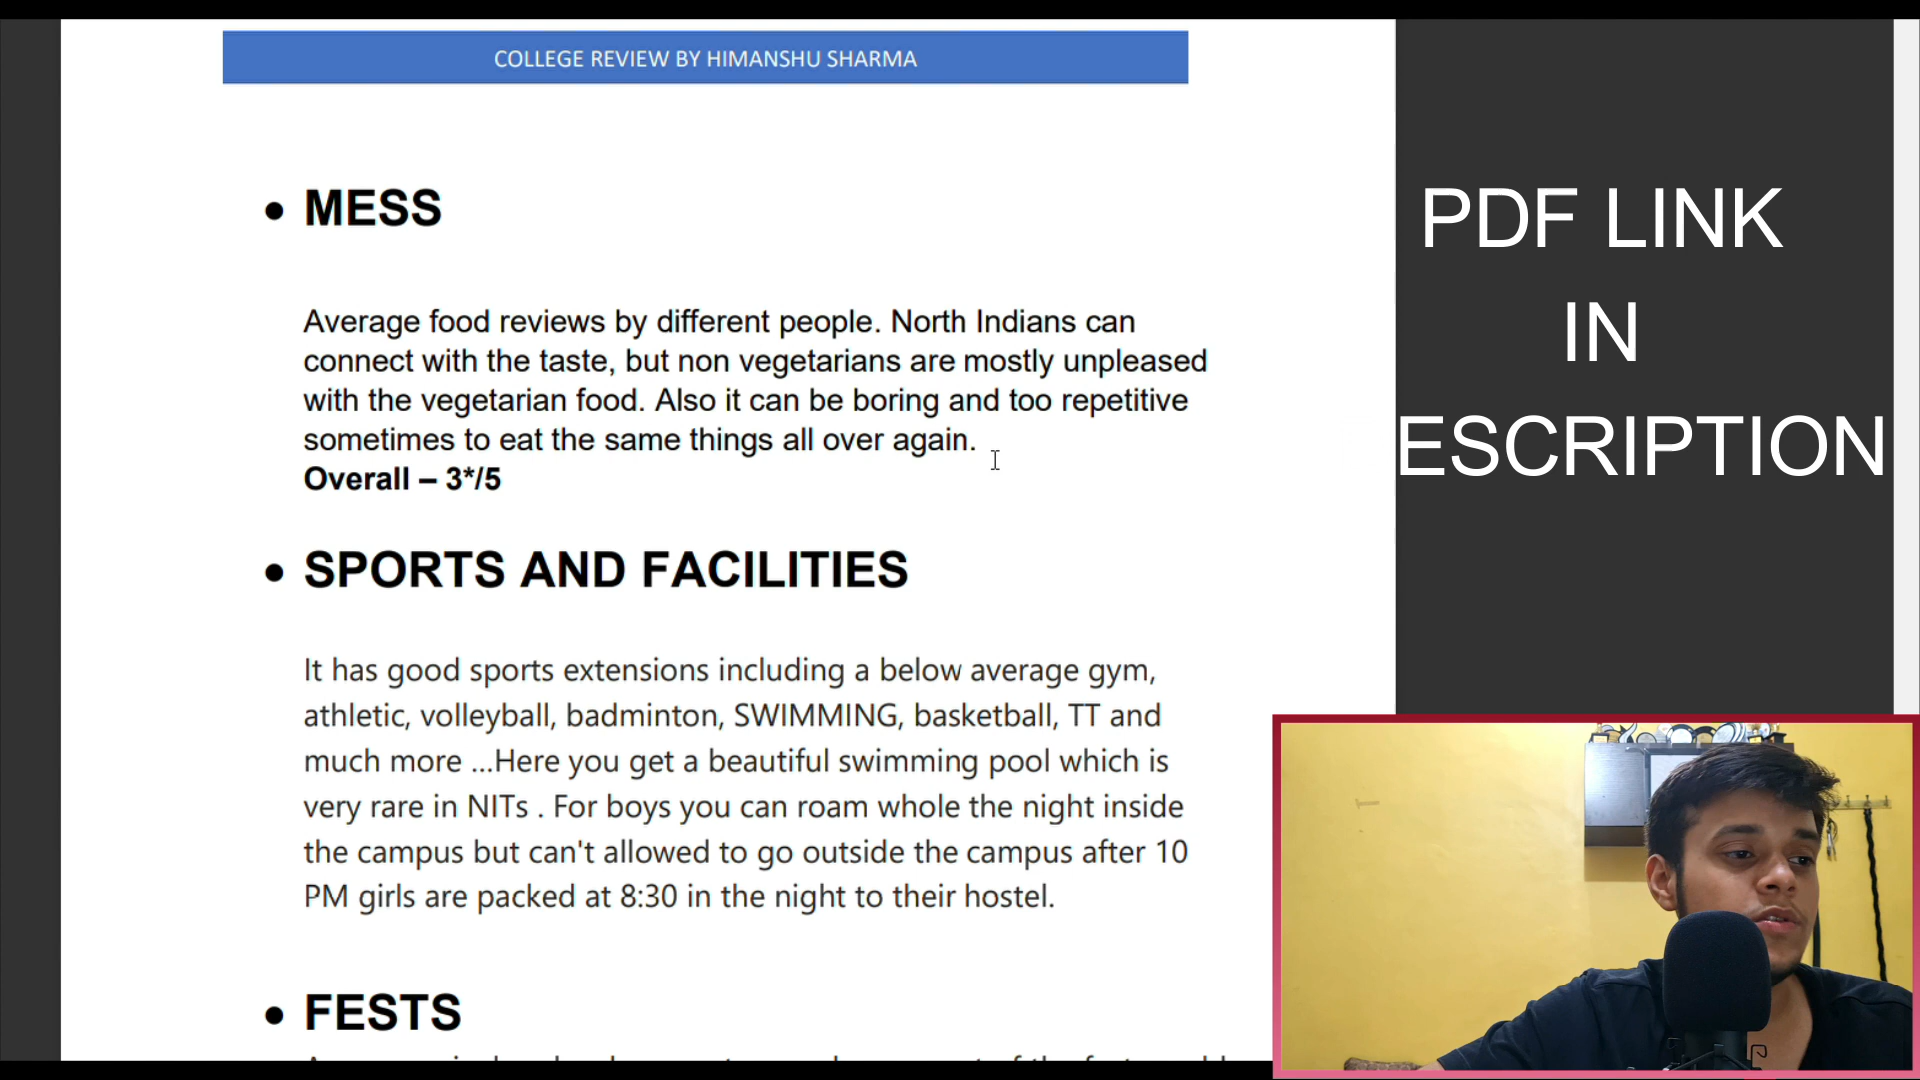 COLLEGE REVIEW BY HIMANSHU SHARMA
• MESS
Average food reviews by different people. North Indians can
connect with the taste, but non vegetarians are mostly unpleased
with the vegetarian food. Also it can be boring and too repetitive
sometimes to eat the same things all over again.
Overall – 3*/5
• SPORTS AND FACILITIES
It has good sports extensions including a below average gym,
athletic, volleyball, badminton, SWIMMING, basketball, TT and
much more ...Here you get a beautiful swimming pool which is
very rare in NITs . For boys you can roam whole the night inside
the campus but can't allowed to go outside the campus after 10
PM girls are packed at 8:30 in the night to their hostel.
• FESTS
PDF LINK
IN
ESCRIPTION